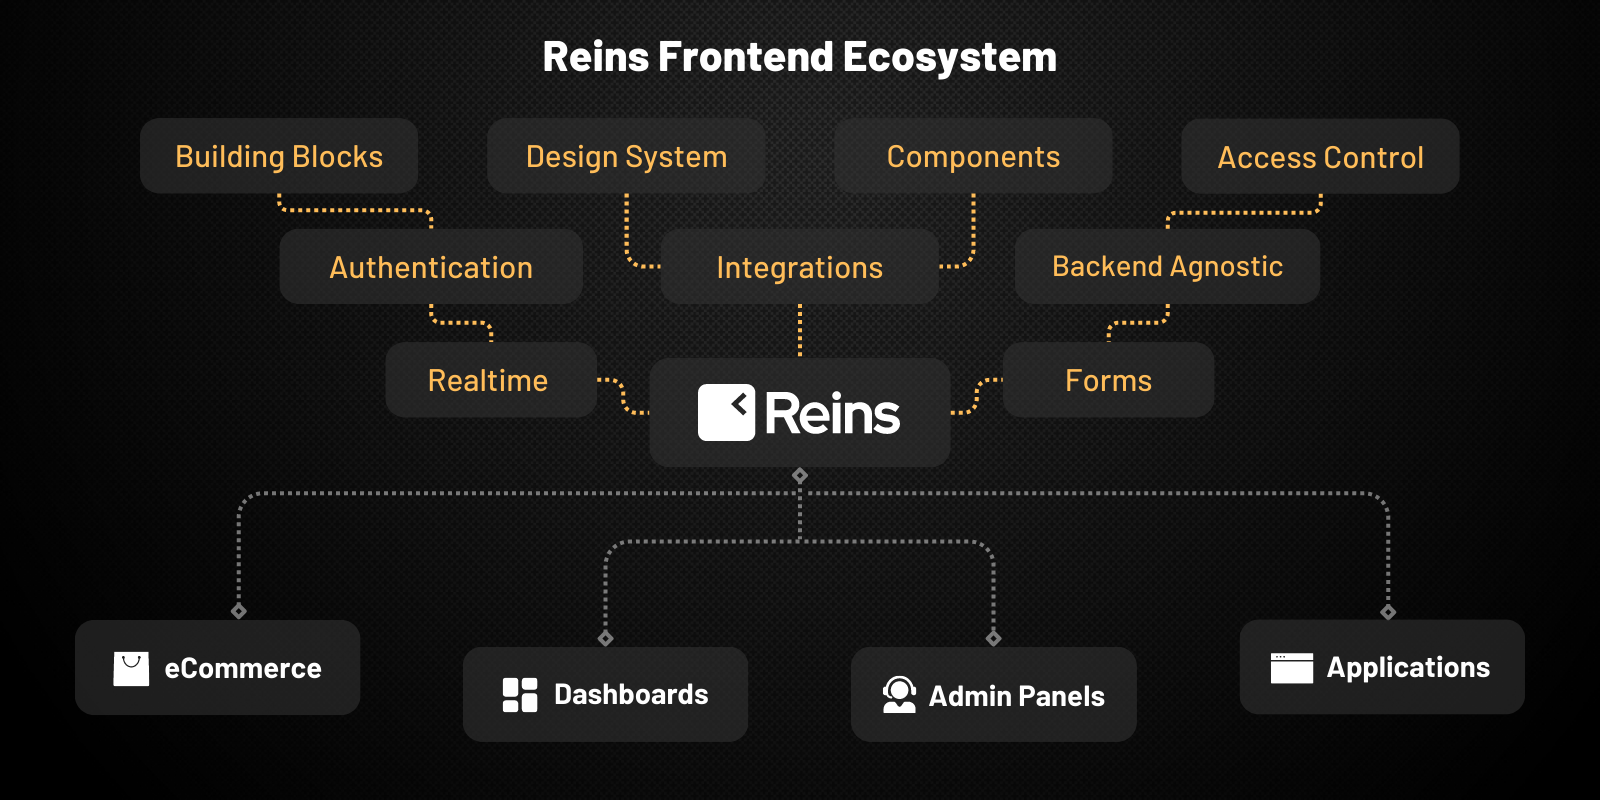 Reins Frontend Ecosystem
Building Blocks
Design System
Components
Access Control
Authentication
Integrations
Backend Agnostic
Realtime
Reins
Forms
eCommerce
Dashboards
Admin Panels
Applications